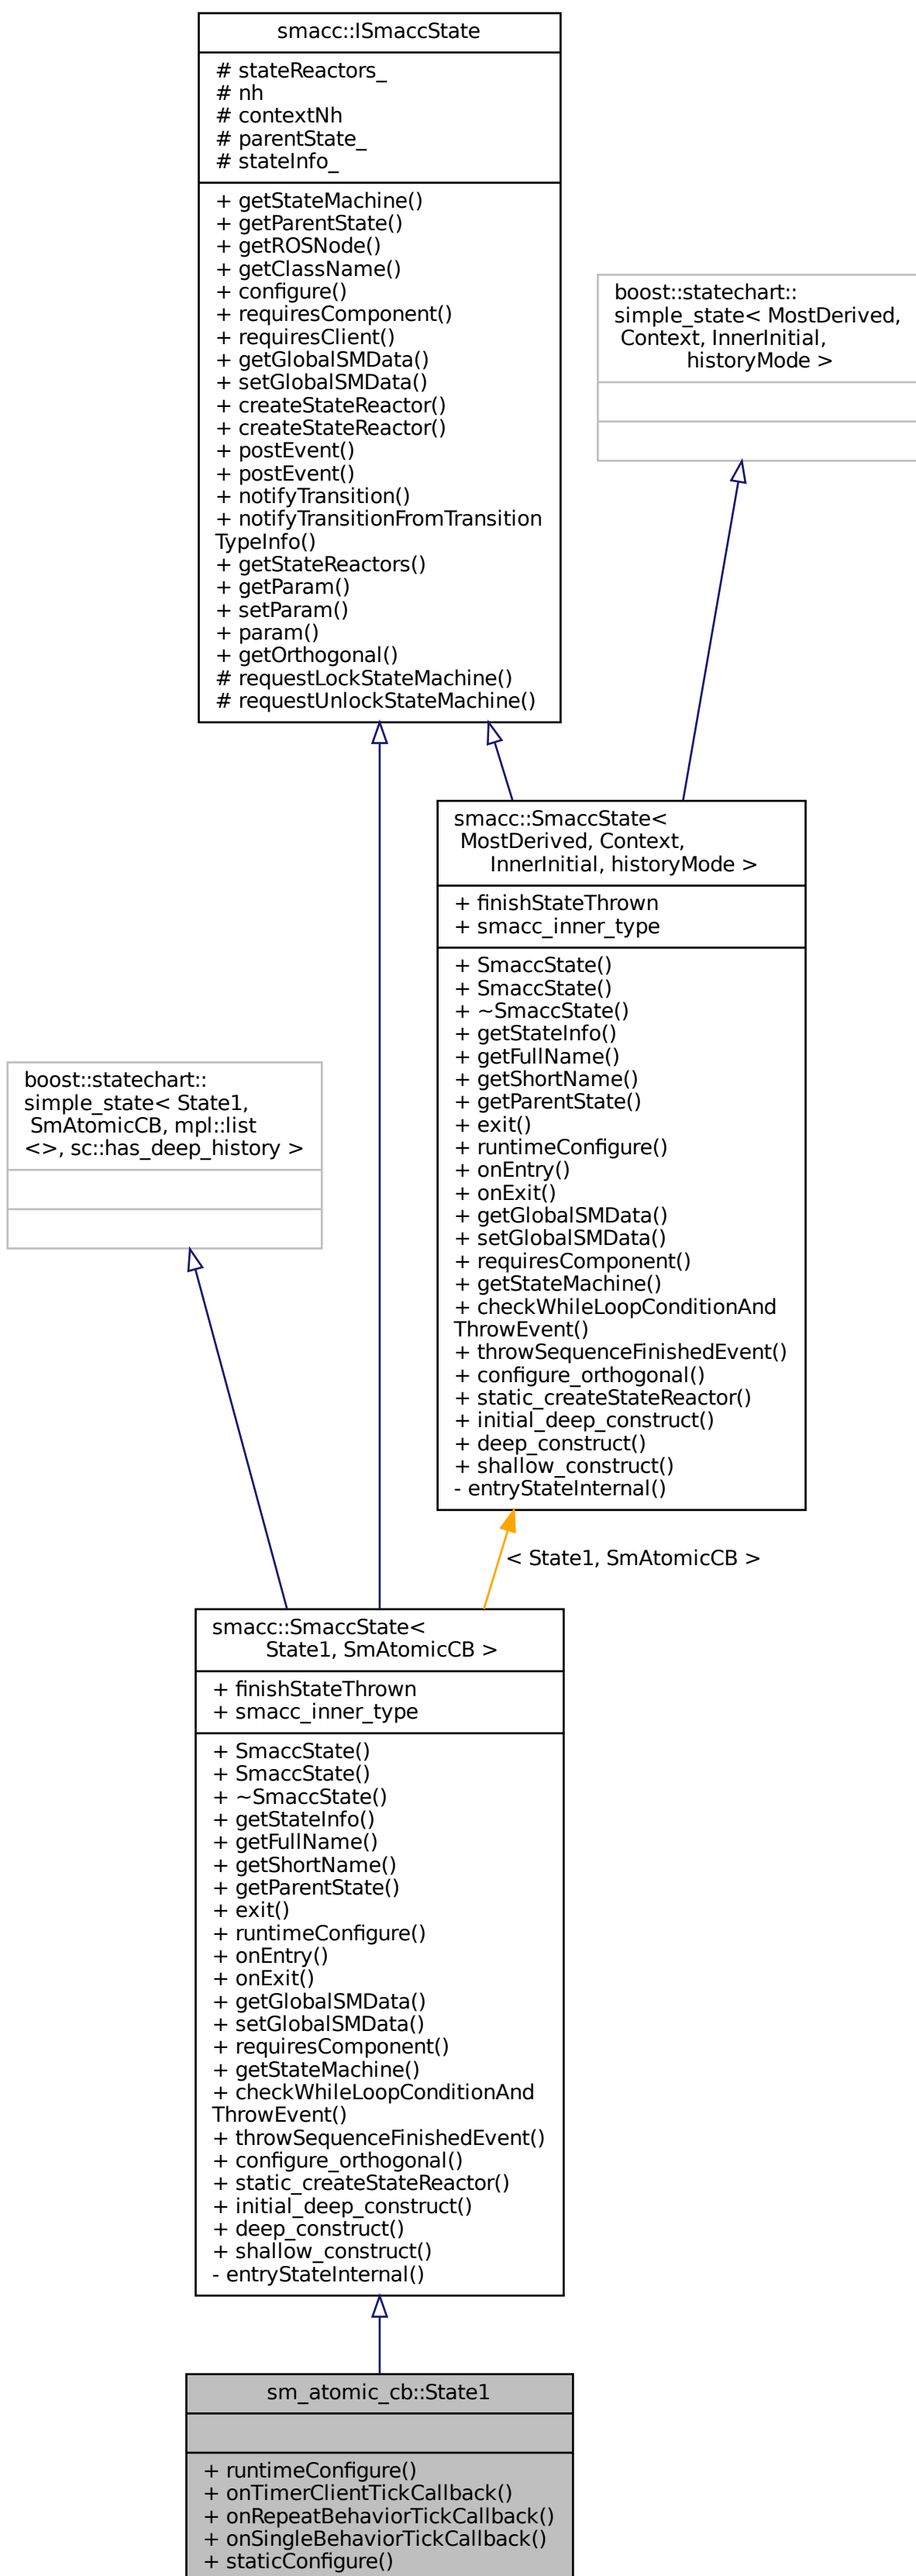 smacc::ISmaccState
# stateReactors_
# nh
# contextNh
# parentState_
# stateInfo_
+ getStateMachine()
+ getParentState()
+ getROSNode()
+ getClassName()
+ configure()
+ requiresComponent()
+ requiresClient()
+ getGlobalSMData()
+ setGlobalSMData()
+ createStateReactor()
+ createStateReactor()
+ postEvent()
+ postEvent()
+ notifyTransition()
+ notifyTransitionFromTransition
TypeInfo()
+ getStateReactors()
+ getParam()
+ setParam()
+ param()
+ getOrthogonal()
# requestLockStateMachine()
# requestUnlockStateMachine()
boost::statechart::
simple_state< MostDerived,
Context, InnerInitial,
historyMode >
smacc::SmaccState<
MostDerived, Context,
InnerInitial, historyMode >
+ finishStateThrown
+ smacc_inner_type
+ SmaccState()
+ SmaccState()
+ ~SmaccState()
+ getStateInfo()
+ getFullName()
+ getShortName()
+ getParentState()
+ exit()
+ runtimeConfigure()
+ onEntry()
+ onExit()
+ getGlobalSMData()
+ setGlobalSMData()
+ requiresComponent()
+ getStateMachine()
+ checkWhileLoopConditionAnd
ThrowEvent()
+ throwSequenceFinishedEvent()
+ configure_orthogonal()
+ static_createStateReactor()
+ initial_deep_construct()
+ deep_construct()
+ shallow_construct()
- entryStateInternal()
boost::statechart::
simple_state< State1,
SmAtomicCB, mpl::list
<>, sc::has_deep_history >
< State1, SmAtomicCB >
smacc::SmaccState<
State1, SmAtomicCB >
+ finishStateThrown
+ smacc_inner_type
+ SmaccState()
+ SmaccState()
+ ~SmaccState()
+ getStateInfo()
+ getFullName()
+ getShortName()
+ getParentState()
+ exit()
+ runtimeConfigure()
+ onEntry()
+ onExit()
+ getGlobalSMData()
+ setGlobalSMData()
+ requiresComponent()
+ getStateMachine()
+ checkWhileLoopConditionAnd
ThrowEvent()
+ throwSequenceFinishedEvent()
+ configure_orthogonal()
+ static_createStateReactor()
+ initial_deep_construct()
+ deep_construct()
+ shallow_construct()
- entryStateInternal()
sm_atomic_cb::State1
+ runtimeConfigure()
+ onTimerClientTickCallback()
+ onRepeatBehaviorTickCallback()
+ onSingleBehaviorTickCallback()
+ staticConfigure()